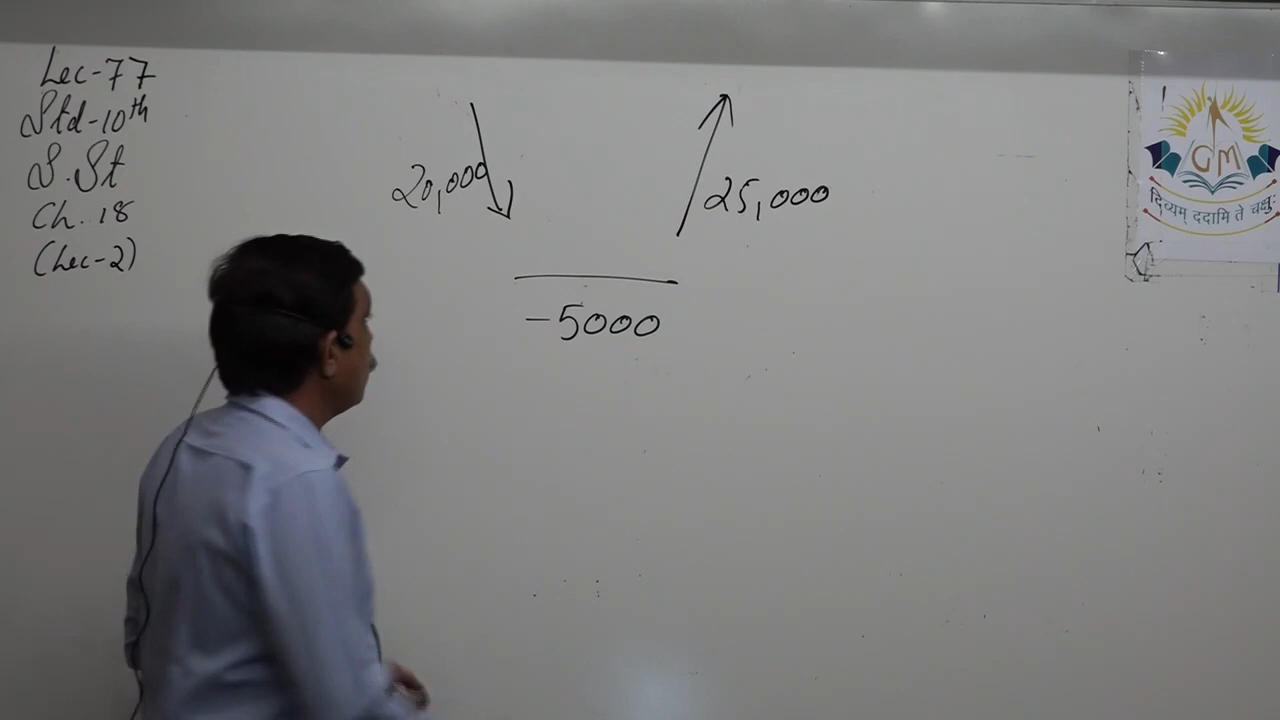 Lec-77
Std-10th
S.St
Ch. 18
(Lec-2)
20,000
25,000
-5000
GM
दिव्यम् ददामि ते चक्षुः